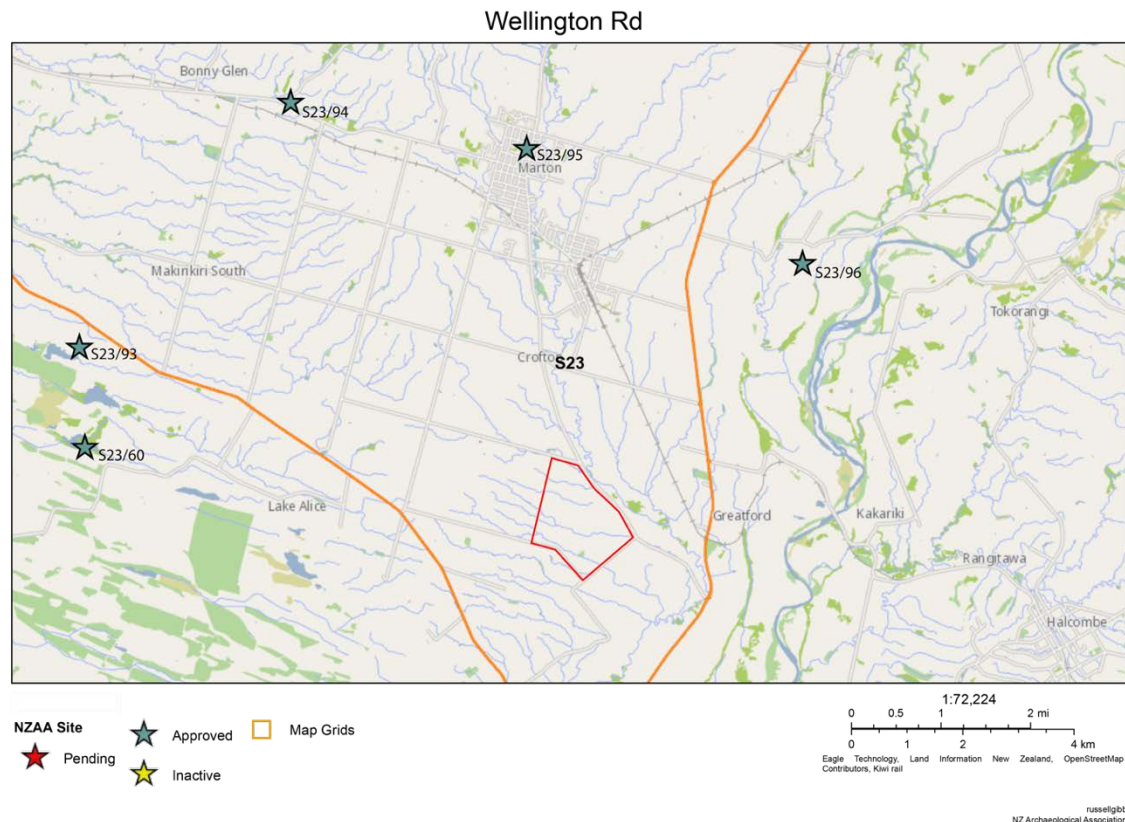 Wellington Rd
Bonny Glen
S23/94
S23/95
Marton
S23/96
Makirikiri South
Tokorangi
S23/93
Crofton
S23
S23/60
Lake Alice
Greatford
Kakariki
Rangitawa
Halcombe
NZAA Site
Pending
Approved
Inactive
Map Grids
1:72,224
0 0.5 1 2 mi
0 1 2 4 km
Eagle Technology, Land Information New Zealand, OpenStreetMap
Contributors, Kiwi rail
russellgibb
NZ Archaeological Association